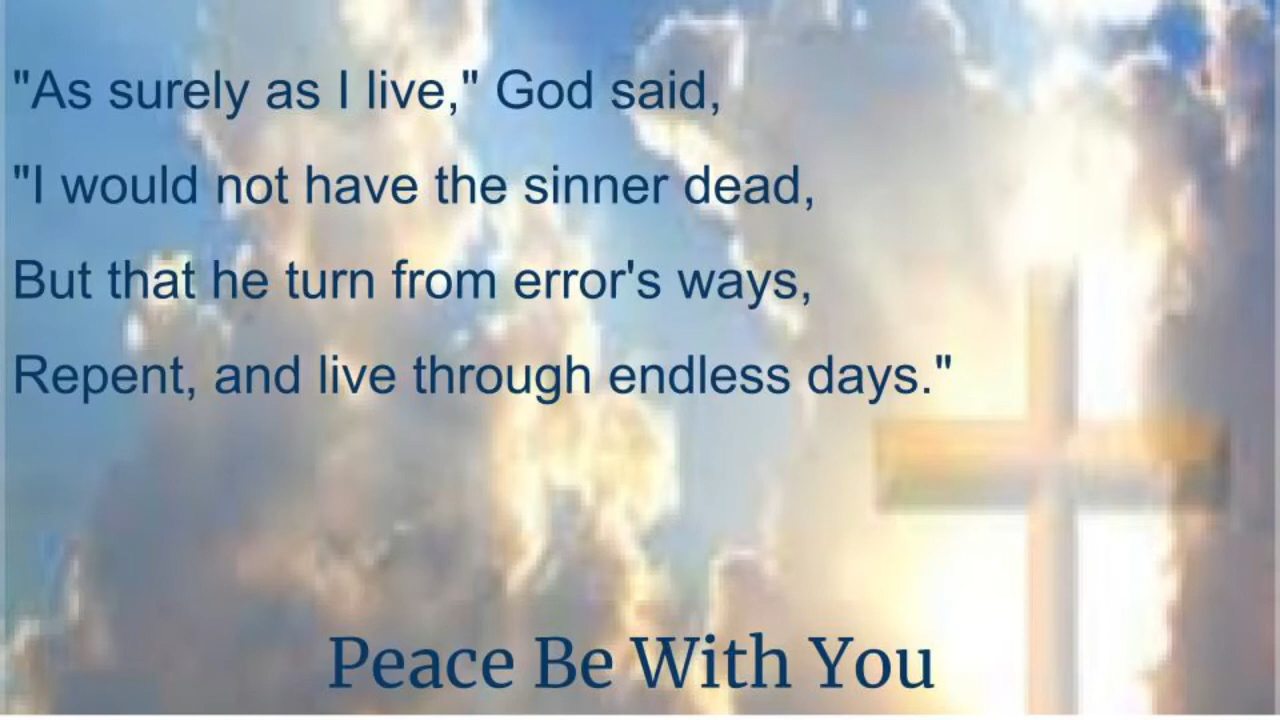 "As surely as I live," God said,
"I would not have the sinner dead,
But that he turn from error's ways,
Repent, and live through endless days."
Peace Be With You